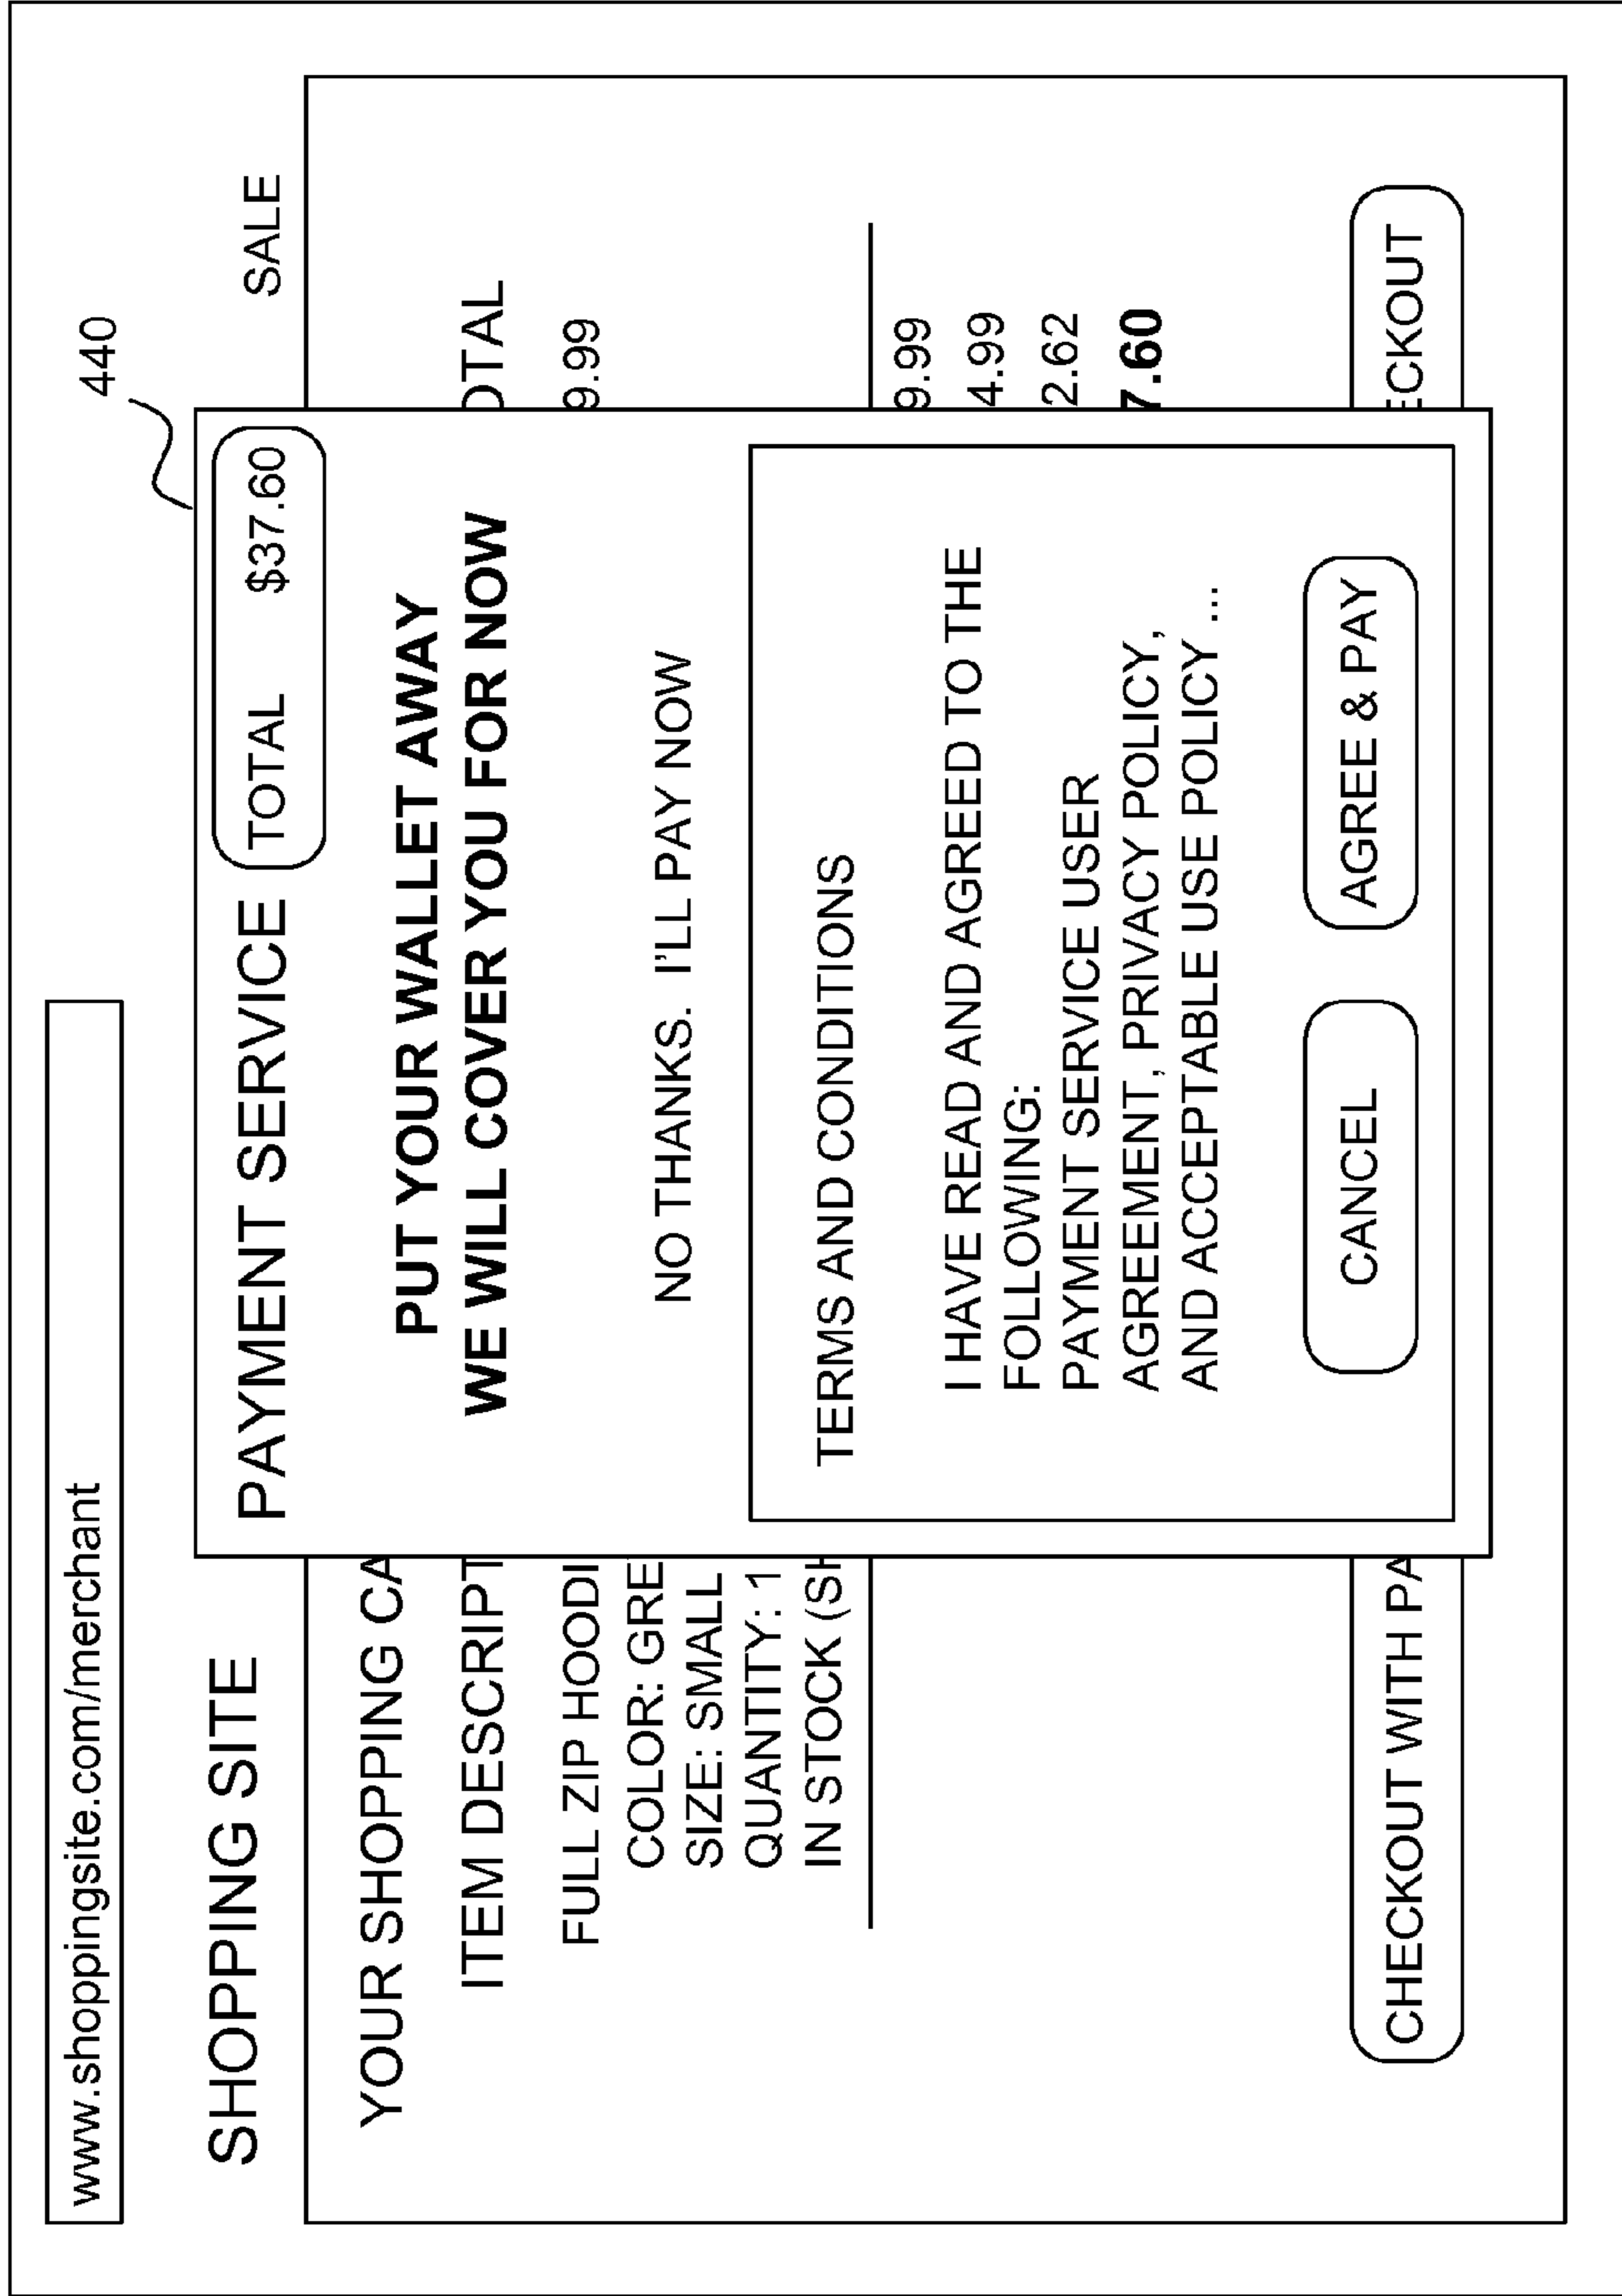 440
www.shoppingsite.com/merchant
SHOPPING SITE
SALE
PAYMENT SERVICE
TOTAL $37.60
PUT YOUR WALLET AWAY
WE WILL COVER YOU FOR NOW
NO THANKS. I'LL PAY NOW
TERMS AND CONDITIONS
I HAVE READ AND AGREED TO THE
FOLLOWING:
PAYMENT SERVICE USER
AGREEMENT, PRIVACY POLICY,
AND ACCEPTABLE USE POLICY ...
CANCEL
AGREE & PAY
YOUR SHOPPING CA
ITEM DESCRIPT
OTAL
FULL ZIP HOODI
9.99
COLOR: GRE
SIZE: SMALL
QUANTITY: 1
IN STOCK (SH
9.99
4.99
2.62
7.60
CHECKOUT WITH PA
ECKOUT